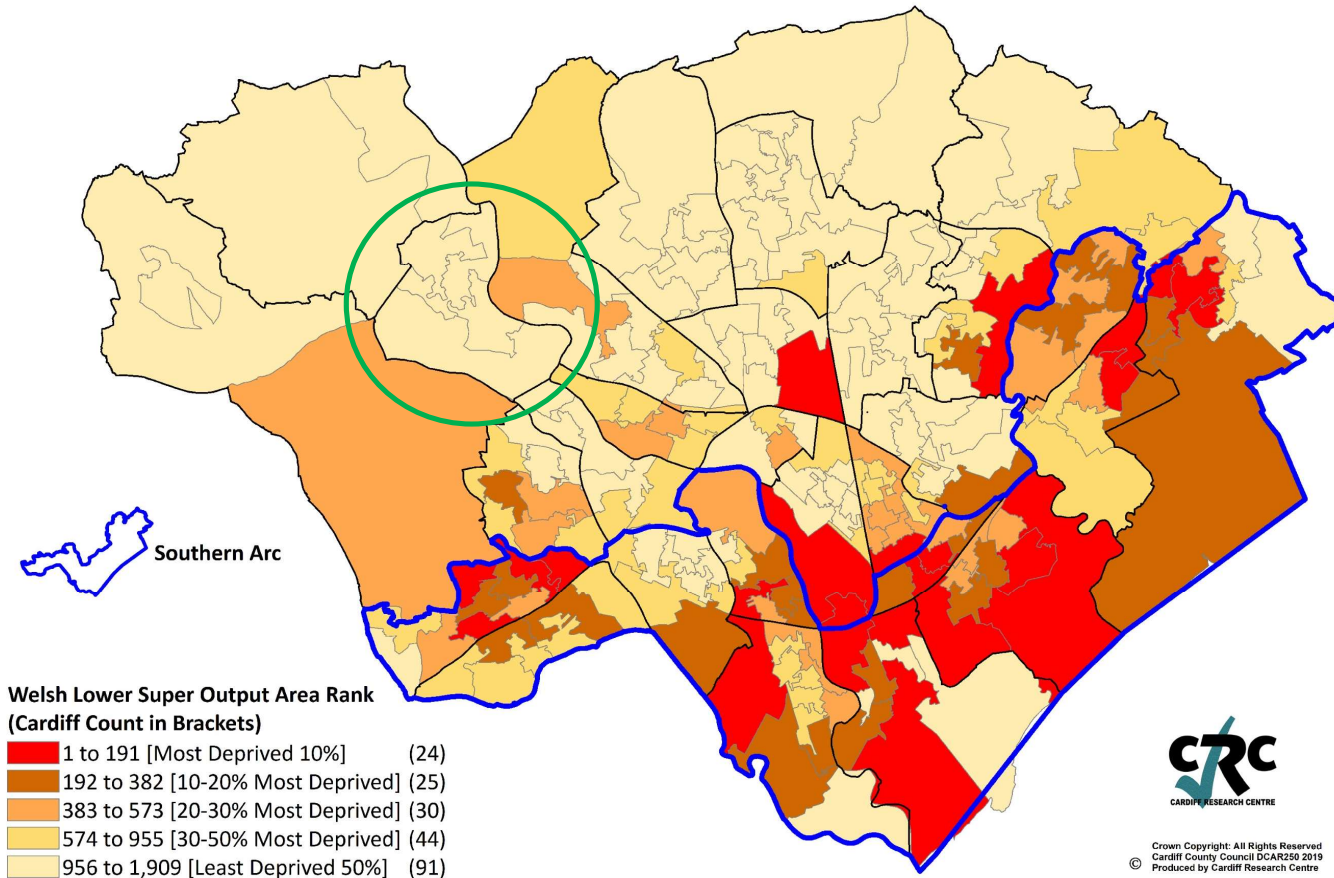 Southern Arc
Welsh Lower Super Output Area Rank
(Cardiff Count in Brackets)
1 to 191 [Most Deprived 10%] (24)
192 to 382 [10-20% Most Deprived] (25)
383 to 573 [20-30% Most Deprived] (30)
574 to 955 [30-50% Most Deprived] (44)
956 to 1,909 [Least Deprived 50%] (91)
CRC
CARDIFF RESEARCH CENTRE
Crown Copyright: All Rights Reserved
© Cardiff County Council DCAR250 2019
Produced by Cardiff Research Centre